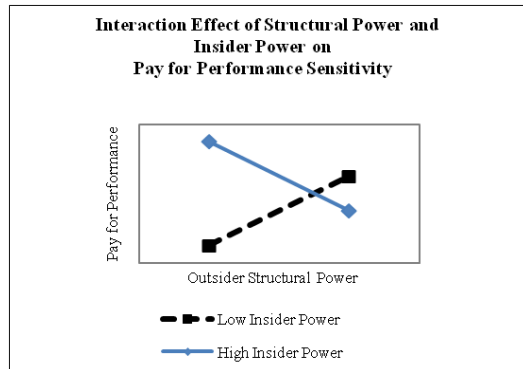 Interaction Effect of Structural Power and
Insider Power on
Pay for Performance Sensitivity
Pay for Performance
Outsider Structural Power
Low Insider Power
High Insider Power